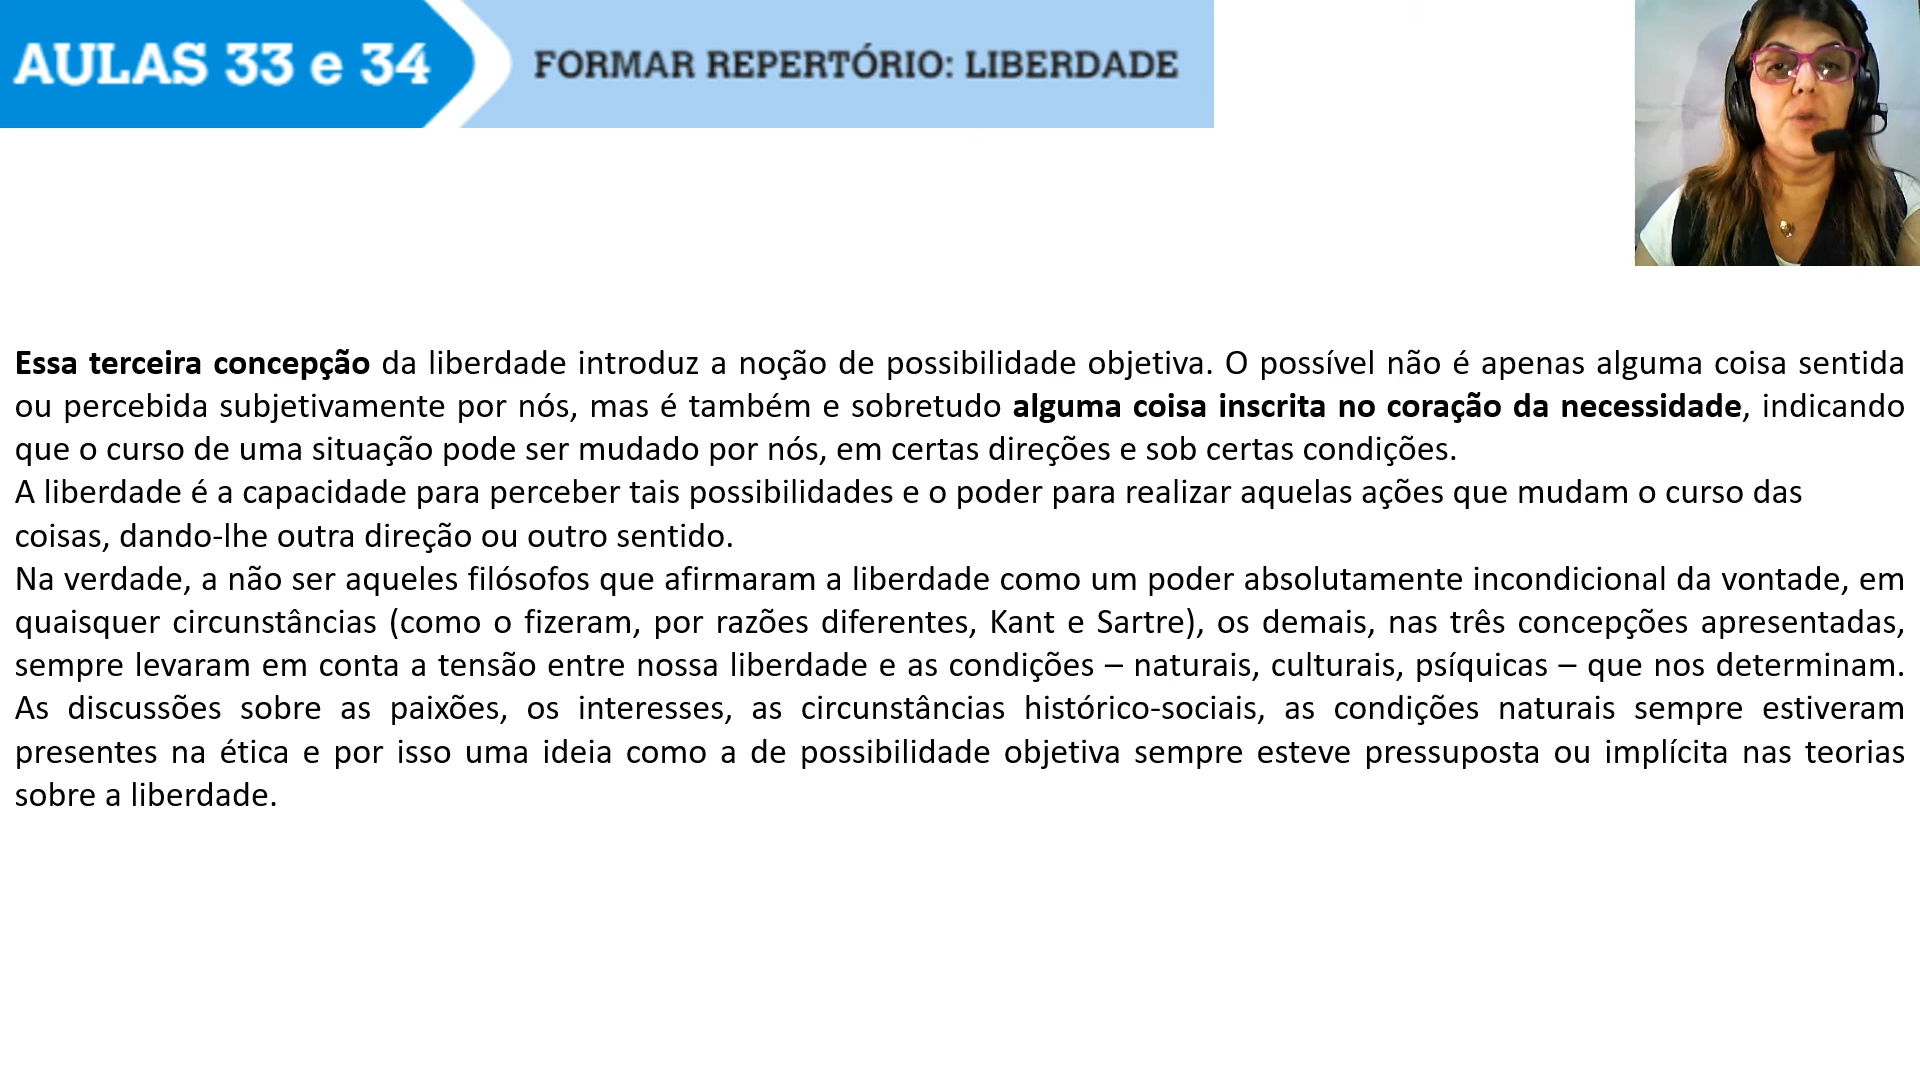 AULAS 33 e 34
FORMAR REPERTÓRIO: LIBERDADE
Essa terceira concepção da liberdade introduz a noção de possibilidade objetiva. O possível não é apenas alguma coisa sentida
ou percebida subjetivamente por nós, mas é também e sobretudo alguma coisa inscrita no coração da necessidade, indicando
que o curso de uma situação pode ser mudado por nós, em certas direções e sob certas condições.
A liberdade é a capacidade para perceber tais possibilidades e o poder para realizar aquelas ações que mudam o curso das
coisas, dando-lhe outra direção ou outro sentido.
Na verdade, a não ser aqueles filósofos que afirmaram a liberdade como um poder absolutamente incondicional da vontade, em
quaisquer circunstâncias (como o fizeram, por razões diferentes, Kant e Sartre), os demais, nas três concepções apresentadas,
sempre levaram em conta a tensão entre nossa liberdade e as condições – naturais, culturais, psíquicas – que nos determinam.
As discussões sobre as paixões, os interesses, as circunstâncias histórico-sociais, as condições naturais sempre estiveram
presentes na ética e por isso uma ideia como a de possibilidade objetiva sempre esteve pressuposta ou implícita nas teorias
sobre a liberdade.